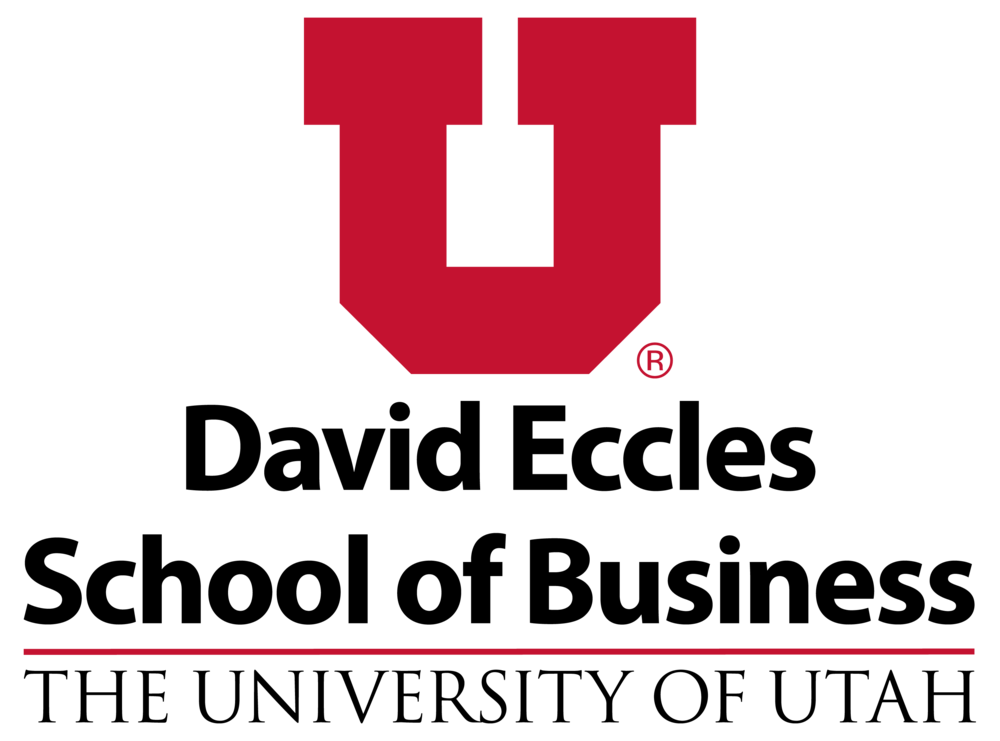 U
®
David Eccles
School of Business
THE UNIVERSITY OF UTAH